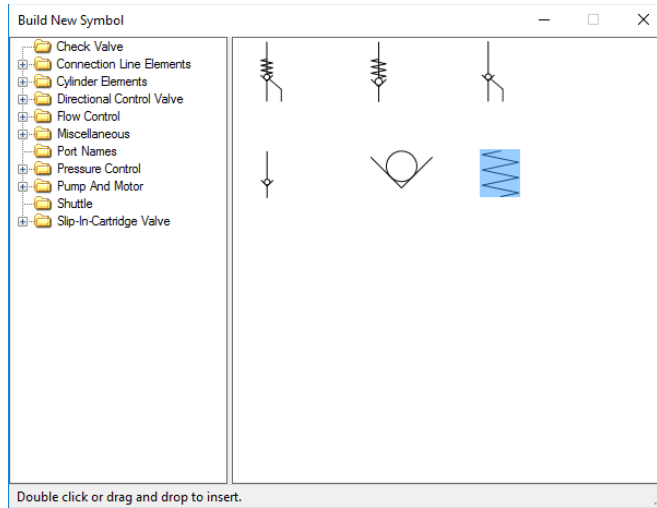 Build New Symbol
Check Valve
Connection Line Elements
Cylinder Elements
Directional Control Valve
Flow Control
Miscellaneous
Port Names
Pressure Control
Pump And Motor
Shuttle
Slip-In-Cartridge Valve
Double click or drag and drop to insert.